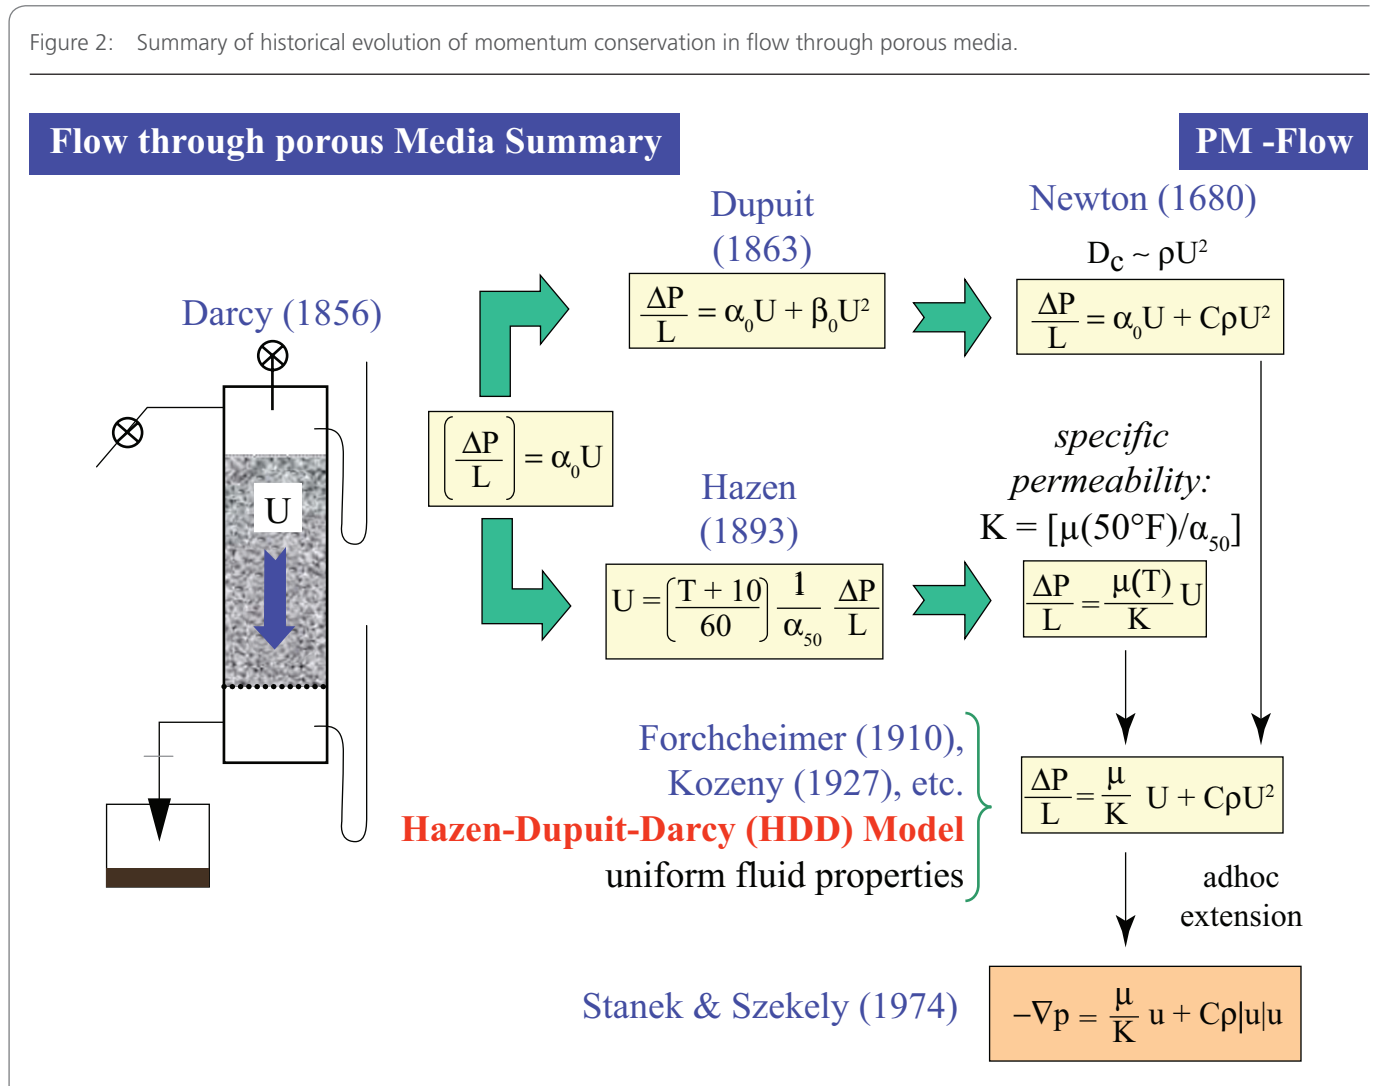 Figure 2: Summary of historical evolution of momentum conservation in flow through porous media.
Flow through porous Media Summary
PM -Flow
Darcy (1856)
U
(ΔP/L) = α₀U
Dupuit
(1863)
ΔP/L = α₀U + β₀U²
Newton (1680)
D_c ~ ρU²
ΔP/L = α₀U + CρU²
Hazen
(1893)
U = (T + 10/60) 1/α₅₀ ΔP/L
specific
permeability:
K = [μ(50°F)/α₅₀]
ΔP/L = μ(T)/K U
Forchcheimer (1910),
Kozeny (1927), etc.
Hazen-Dupuit-Darcy (HDD) Model
uniform fluid properties
ΔP/L = μ/K U + CρU²
adhoc
extension
Stanek & Szekely (1974)
−∇p = μ/K u + Cρ|u|u